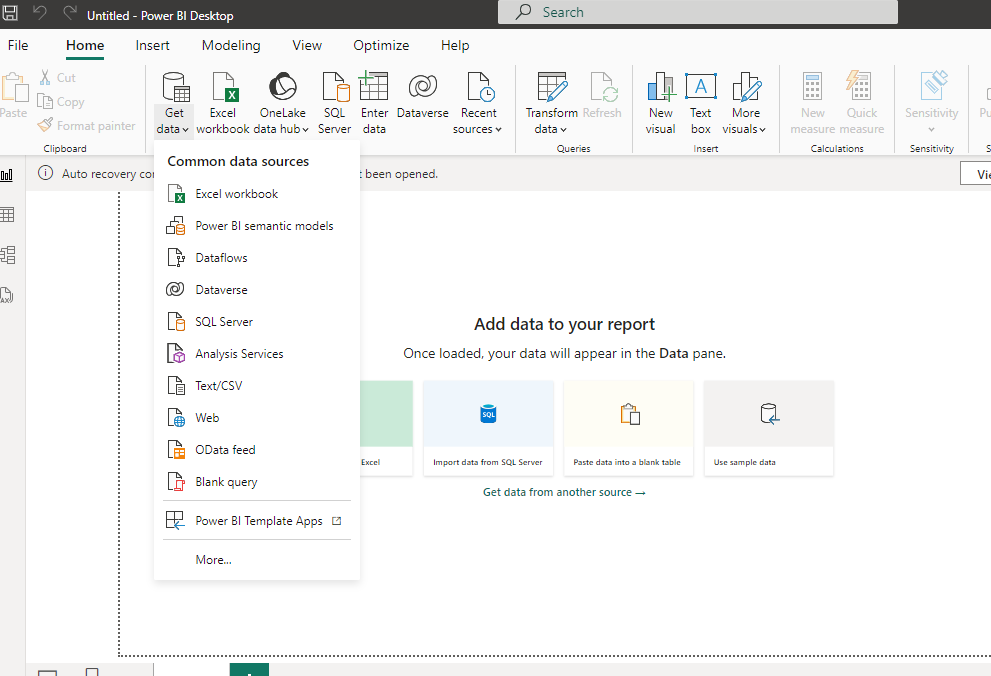 Untitled - Power BI Desktop
Search
File Home Insert Modeling View Optimize Help
Paste
Cut
Copy
Format painter
Clipboard
Get data
Excel workbook
OneLake data hub
SQL Server
Enter data
Dataverse
Recent sources
Transform data
Refresh
Queries
New visual
Text box
More visuals
Insert
New measure
Quick measure
Calculations
Sensitivity
Sensitivity
Auto recovery
t been opened.
Common data sources
Excel workbook
Power BI semantic models
Dataflows
Dataverse
SQL Server
Analysis Services
Text/CSV
Web
OData feed
Blank query
Power BI Template Apps
More...
Add data to your report
Once loaded, your data will appear in the Data pane.
Excel
SQL
Import data from SQL Server
Paste data into a blank table
Use sample data
Get data from another source →